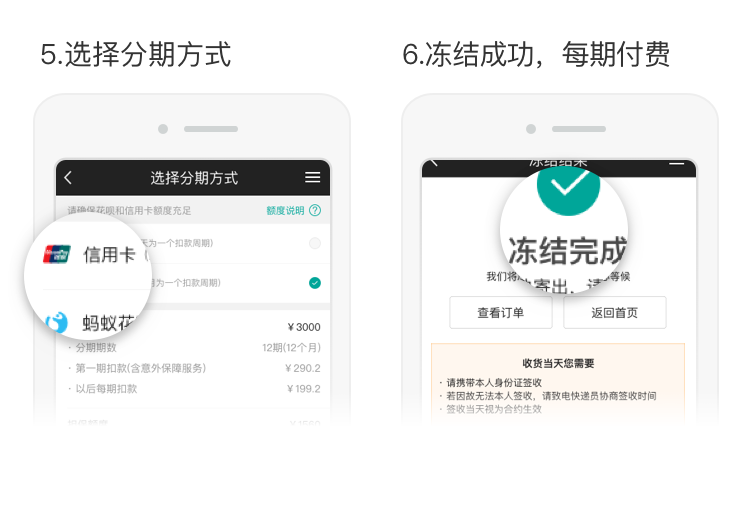 5.选择分期方式
选择分期方式
请确保花呗和信用卡额度充足
额度说明 ?
信用卡
天为一个扣款周期)
为一个扣款周期)
蚂蚁花
¥3000
· 分期期数
12期(12个月)
· 第一期扣款(含意外保障服务)
¥290.2
· 以后每期扣款
¥199.2
6.冻结成功，每期付费
冻结结果
冻结完成
我们将
等候
寄出，请
查看订单
返回首页
收货当天您需要
· 请携带本人身份证签收
· 若因故无法本人签收，请致电快递员协商签收时间
· 签收当天视为合约生效